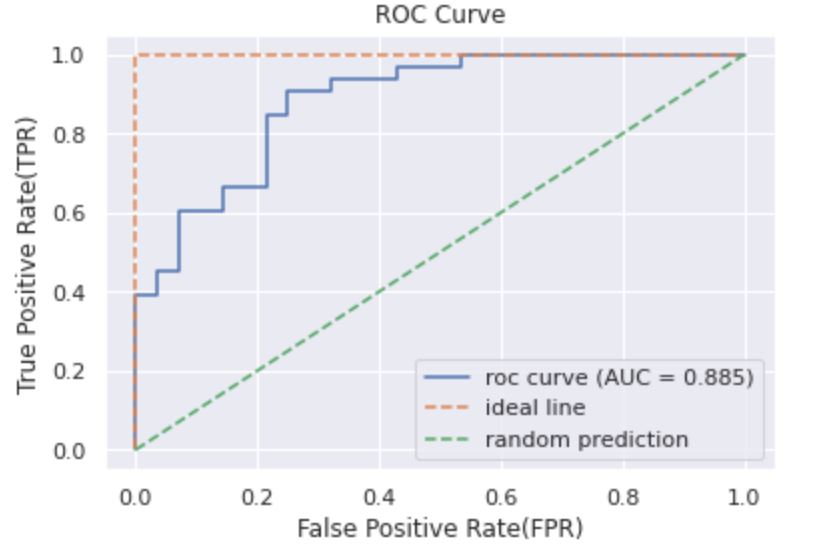 ROC Curve
True Positive Rate(TPR)
1.0
0.8
0.6
0.4
0.2
0.0
roc curve (AUC = 0.885)
ideal line
random prediction
0.0 0.2 0.4 0.6 0.8 1.0
False Positive Rate(FPR)